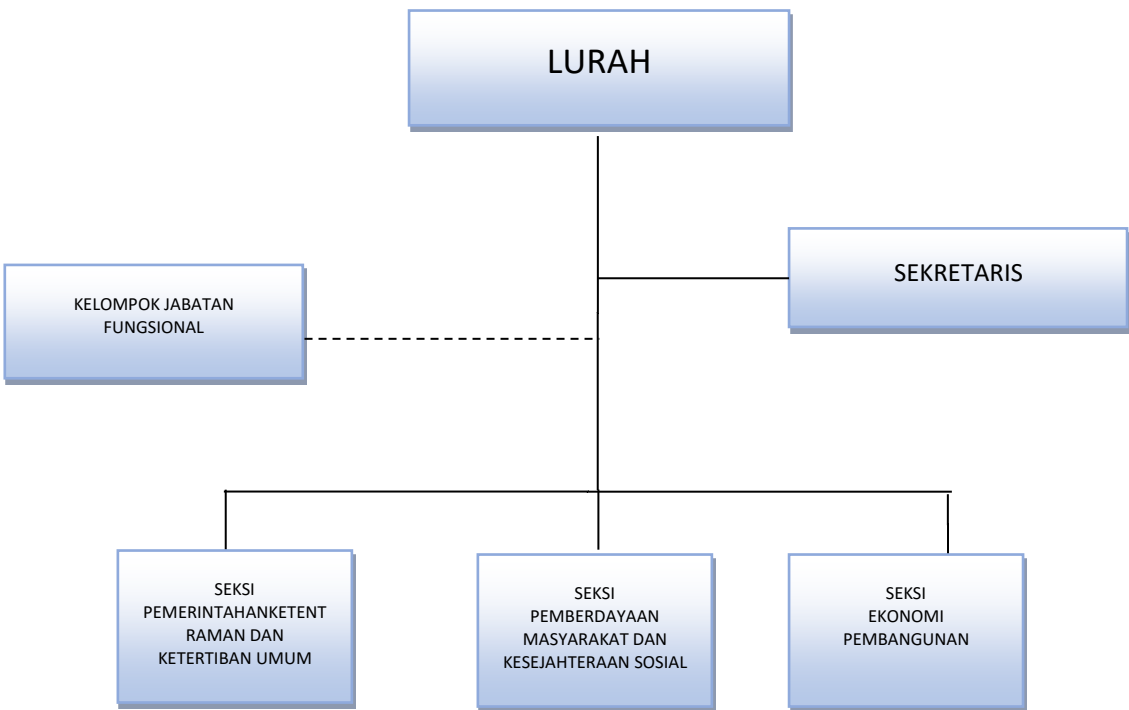 LURAH
SEKRETARIS
KELOMPOK JABATAN
FUNGSIONAL
SEKSI
PEMERINTAHANKETENT
RAMAN DAN
KETERTIBAN UMUM
SEKSI
PEMBERDAYAAN
MASYARAKAT DAN
KESEJAHTERAAN SOSIAL
SEKSI
EKONOMI
PEMBANGUNAN